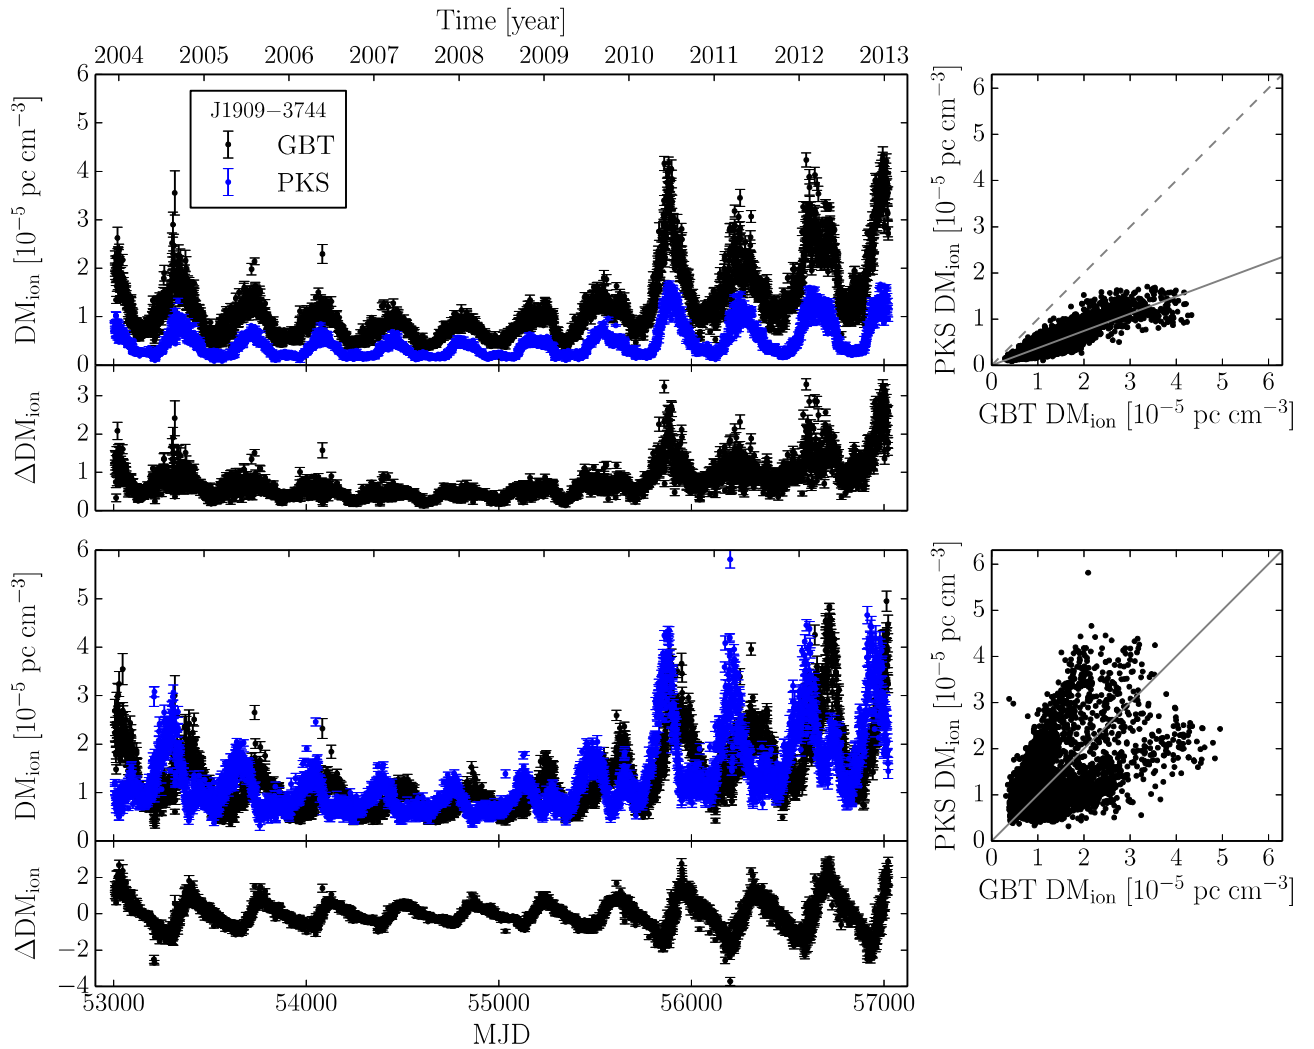 Time [year]
2004 2005 2006 2007 2008 2009 2010 2011 2012 2013
6
5
4
3
2
1
0
DM_ion [10^−5 pc cm^−3]
J1909−3744
GBT
PKS
3
2
1
0
ΔDM_ion
6
5
4
3
2
1
0
PKS DM_ion [10^−5 pc cm^−3]
0 1 2 3 4 5 6
GBT DM_ion [10^−5 pc cm^−3]
6
5
4
3
2
1
0
DM_ion [10^−5 pc cm^−3]
2
0
−2
−4
ΔDM_ion
53000 54000 55000 56000 57000
MJD
6
5
4
3
2
1
0
PKS DM_ion [10^−5 pc cm^−3]
0 1 2 3 4 5 6
GBT DM_ion [10^−5 pc cm^−3]